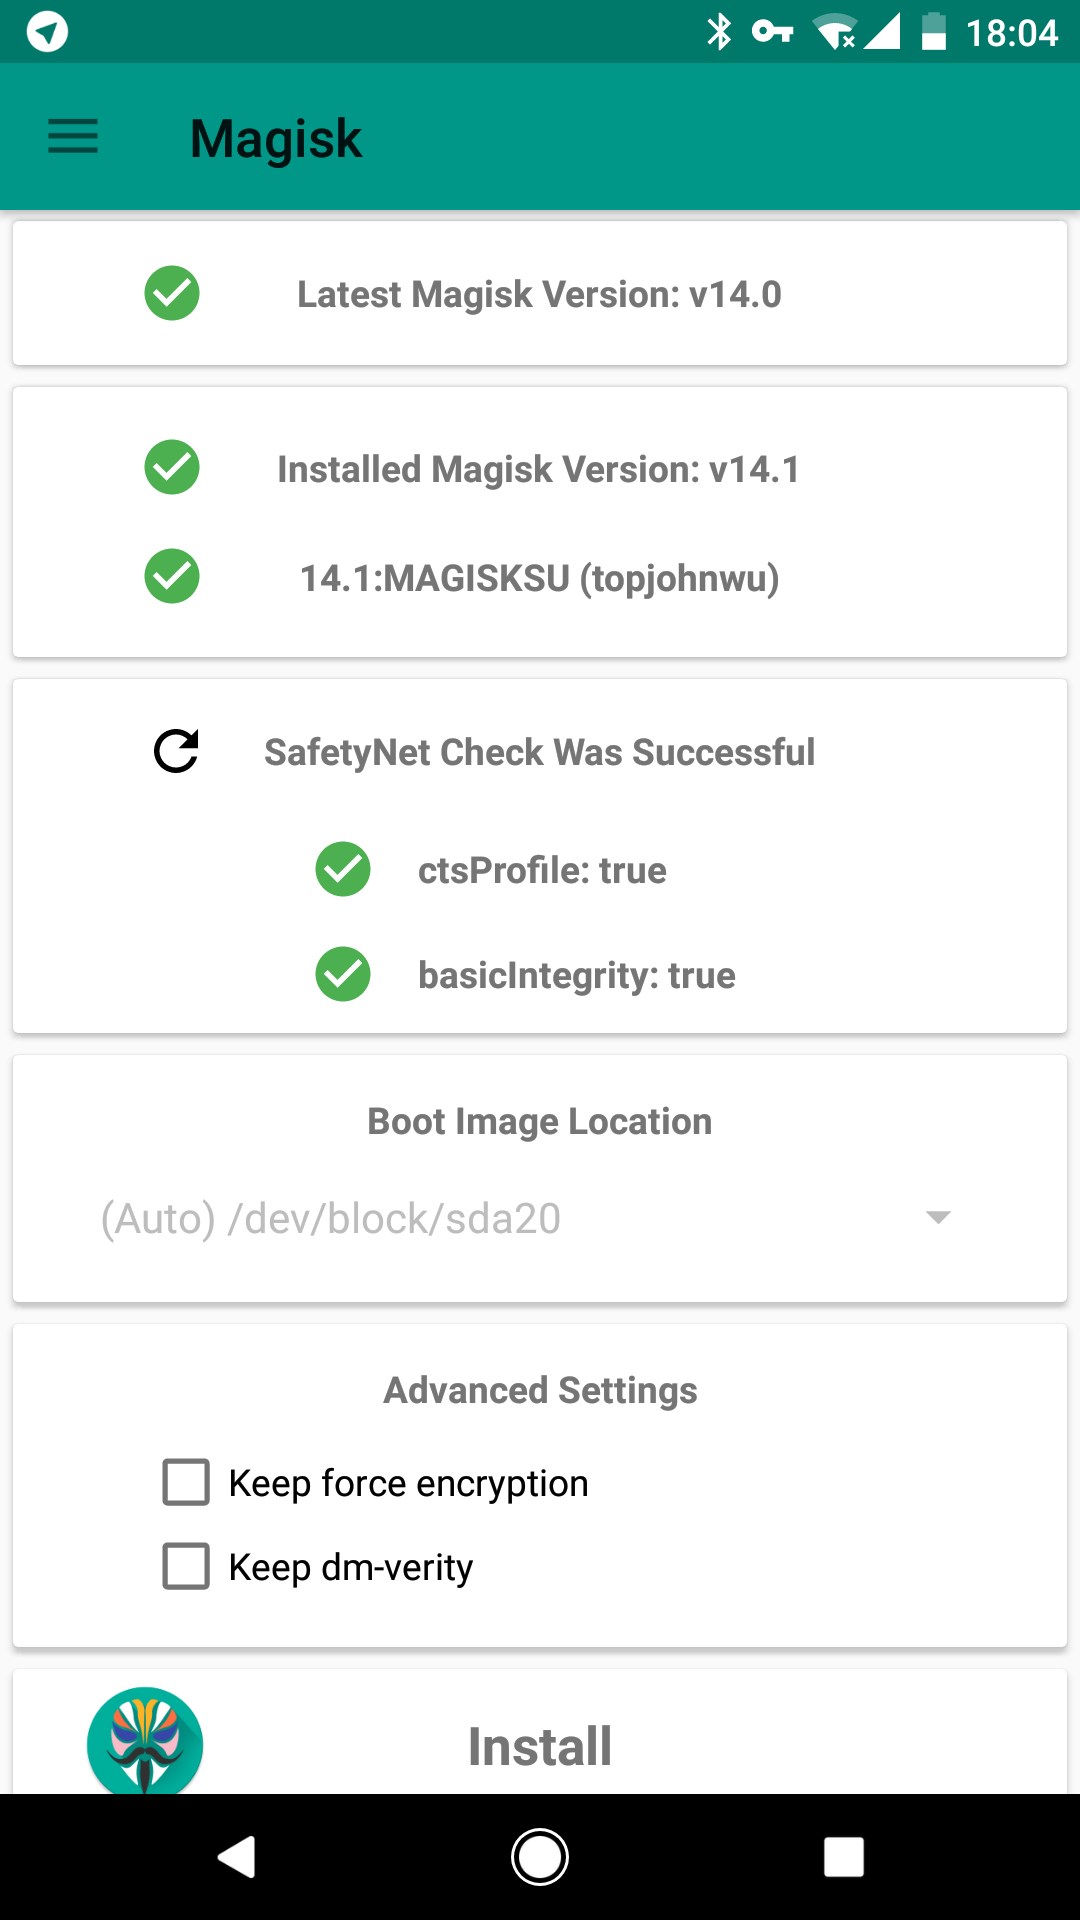 18:04
Magisk
Latest Magisk Version: v14.0
Installed Magisk Version: v14.1
14.1:MAGISKSU (topjohnwu)
SafetyNet Check Was Successful
ctsProfile: true
basicIntegrity: true
Boot Image Location
(Auto) /dev/block/sda20
Advanced Settings
Keep force encryption
Keep dm-verity
Install